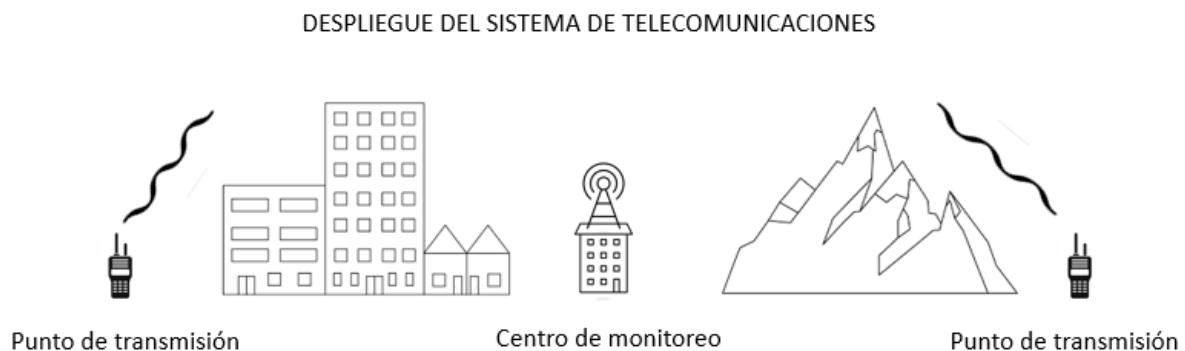 DESPLIEGUE DEL SISTEMA DE TELECOMUNICACIONES
Punto de transmisión
Centro de monitoreo
Punto de transmisión